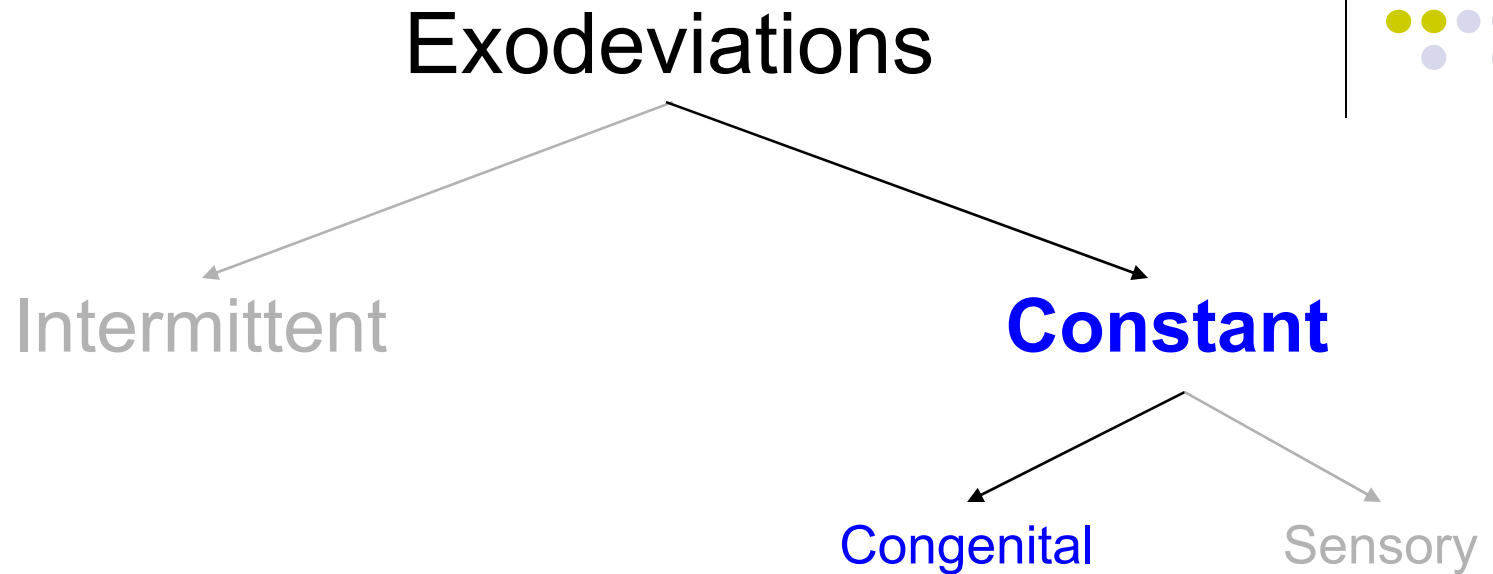 Exodeviations
Intermittent
Constant
Congenital
Sensory